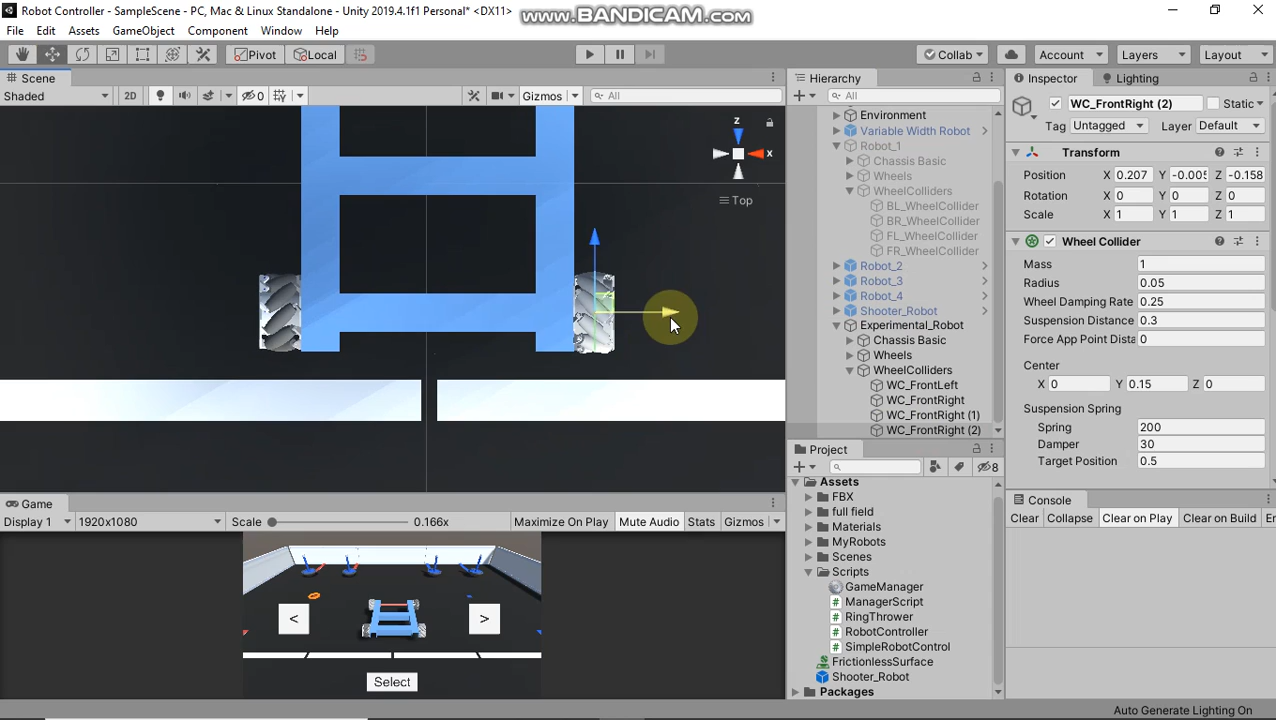 Robot Controller - SampleScene - PC, Mac & Linux Standalone - Unity 2019.4.1f1 Personal* <DX11>
www.BANDICAM.com
File Edit Assets GameObject Component Window Help
Pivot Local Collab Account Layers Layout
Scene
Shaded 2D 0 Gizmos All
z
x
Top
Hierarchy
All
Environment
Variable Width Robot
Robot_1
Chassis Basic
Wheels
WheelColliders
BL_WheelCollider
BR_WheelCollider
FL_WheelCollider
FR_WheelCollider
Robot_2
Robot_3
Robot_4
Shooter_Robot
Experimental_Robot
Chassis Basic
Wheels
WheelColliders
WC_FrontLeft
WC_FrontRight
WC_FrontRight (1)
WC_FrontRight (2)
Inspector Lighting
WC_FrontRight (2) Static
Tag Untagged Layer Default
Transform
Position X 0.207 Y -0.005 Z -0.158
Rotation X 0 Y 0 Z 0
Scale X 1 Y 1 Z 1
Wheel Collider
Mass 1
Radius 0.05
Wheel Damping Rate 0.25
Suspension Distance 0.3
Force App Point Dista 0
Center
X 0 Y 0.15 Z 0
Suspension Spring
Spring 200
Damper 30
Target Position 0.5
Project
8
Assets
FBX
full field
Materials
MyRobots
Scenes
Scripts
GameManager
ManagerScript
RingThrower
RobotController
SimpleRobotControl
FrictionlessSurface
Shooter_Robot
Packages
Console
Clear Collapse Clear on Play Clear on Build
Game
Display 1 1920x1080 Scale 0.166x Maximize On Play Mute Audio Stats Gizmos
< >
Select
Auto Generate Lighting On